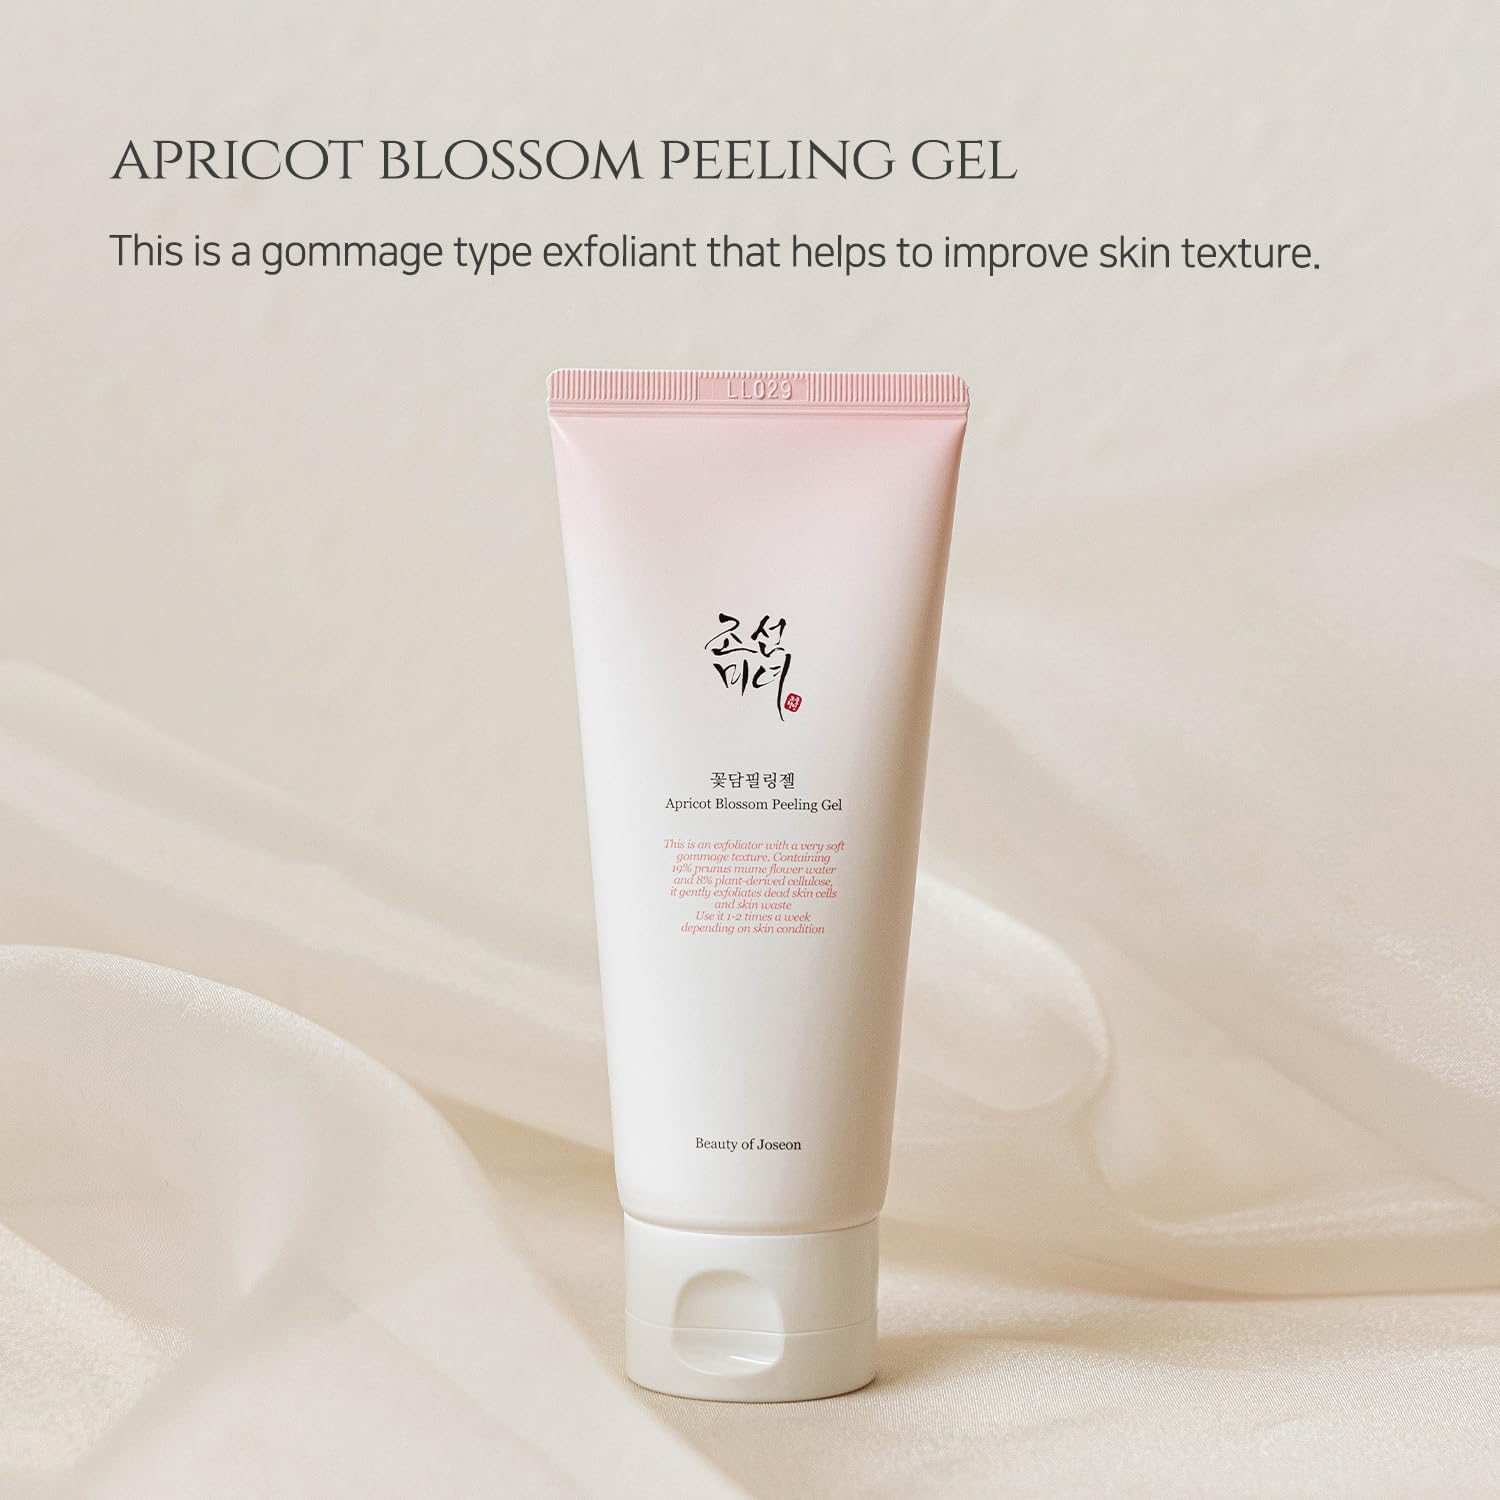 APRICOT BLOSSOM PEELING GEL
This is a gommage type exfoliant that helps to improve skin texture.
LL029
조선
미녀
꽃담필링젤
Apricot Blossom Peeling Gel
This is an exfoliator with a very soft
gommage texture. Containing
19% prunus mume flower water
and 8% plant-derived cellulose,
it gently exfoliates dead skin cells
and skin waste
Use it 1-2 times a week
depending on skin condition
Beauty of Joseon